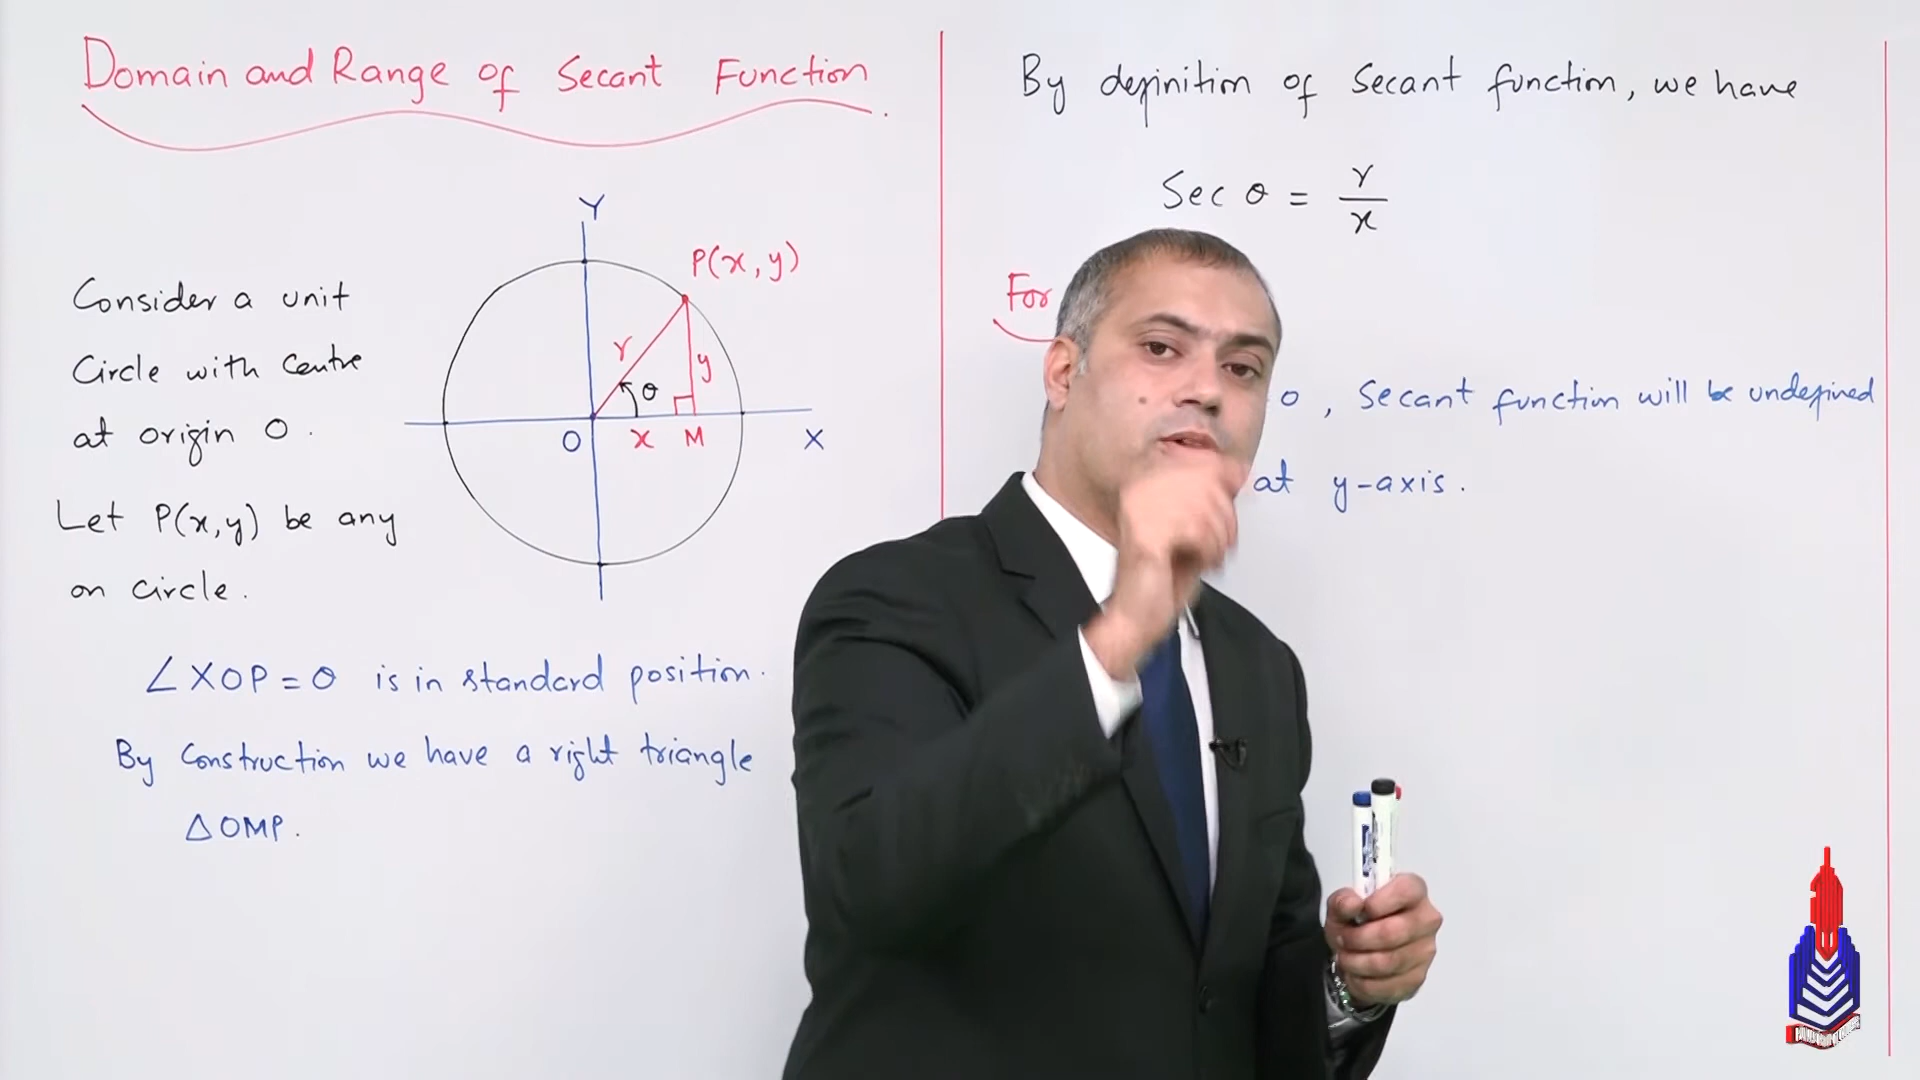 Domain and Range of Secant Function.
Y
P(x, y)
r
y
θ
O
x
M
X
Consider a unit
Circle with Centre
at origin O.
Let P(x,y) be any
on circle.
∠XOP = θ is in standard position.
By construction we have a right triangle
△OMP.
By definition of Secant function, we have
Sec θ = r/x
For
0, Secant function will be undefined
at y-axis.